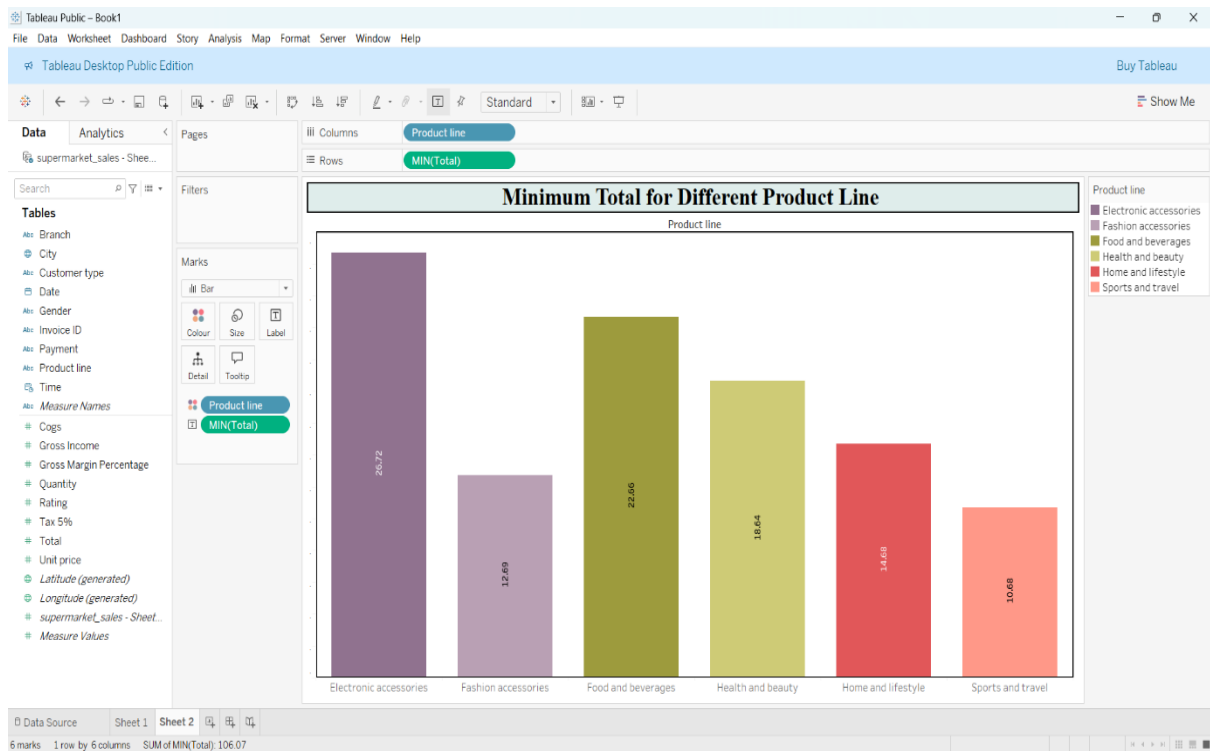 Tableau Public – Book1
File Data Worksheet Dashboard Story Analysis Map Format Server Window Help
Tableau Desktop Public Edition
Buy Tableau
Standard
Show Me
Data Analytics
supermarket_sales - Shee...
Search
Tables
Abc Branch
City
Abc Customer type
Date
Abc Gender
Abc Invoice ID
Abc Payment
Abc Product line
Time
Abc Measure Names
# Cogs
# Gross Income
# Gross Margin Percentage
# Quantity
# Rating
# Tax 5%
# Total
# Unit price
Latitude (generated)
Longitude (generated)
# supermarket_sales - Sheet...
# Measure Values
Pages
Filters
Marks
Bar
Colour Size Label
Detail Tooltip
Product line
MIN(Total)
Columns Product line
Rows MIN(Total)
Minimum Total for Different Product Line
Product line
26.72
12.69
22.66
18.64
14.68
10.68
Electronic accessories Fashion accessories Food and beverages Health and beauty Home and lifestyle Sports and travel
Product line
Electronic accessories
Fashion accessories
Food and beverages
Health and beauty
Home and lifestyle
Sports and travel
Data Source Sheet 1 Sheet 2
6 marks 1 row by 6 columns SUM of MIN(Total): 106.07